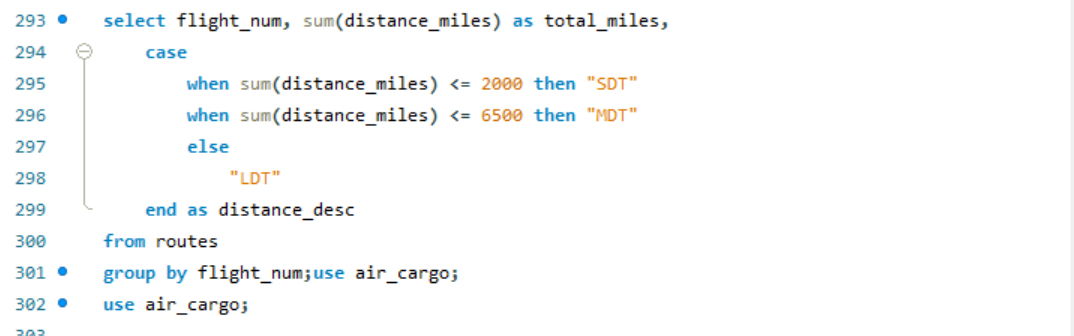 293 select flight_num, sum(distance_miles) as total_miles,
294 case
295 when sum(distance_miles) <= 2000 then "SDT"
296 when sum(distance_miles) <= 6500 then "MDT"
297 else
298 "LDT"
299 end as distance_desc
300 from routes
301 group by flight_num;use air_cargo;
302 use air_cargo;
303